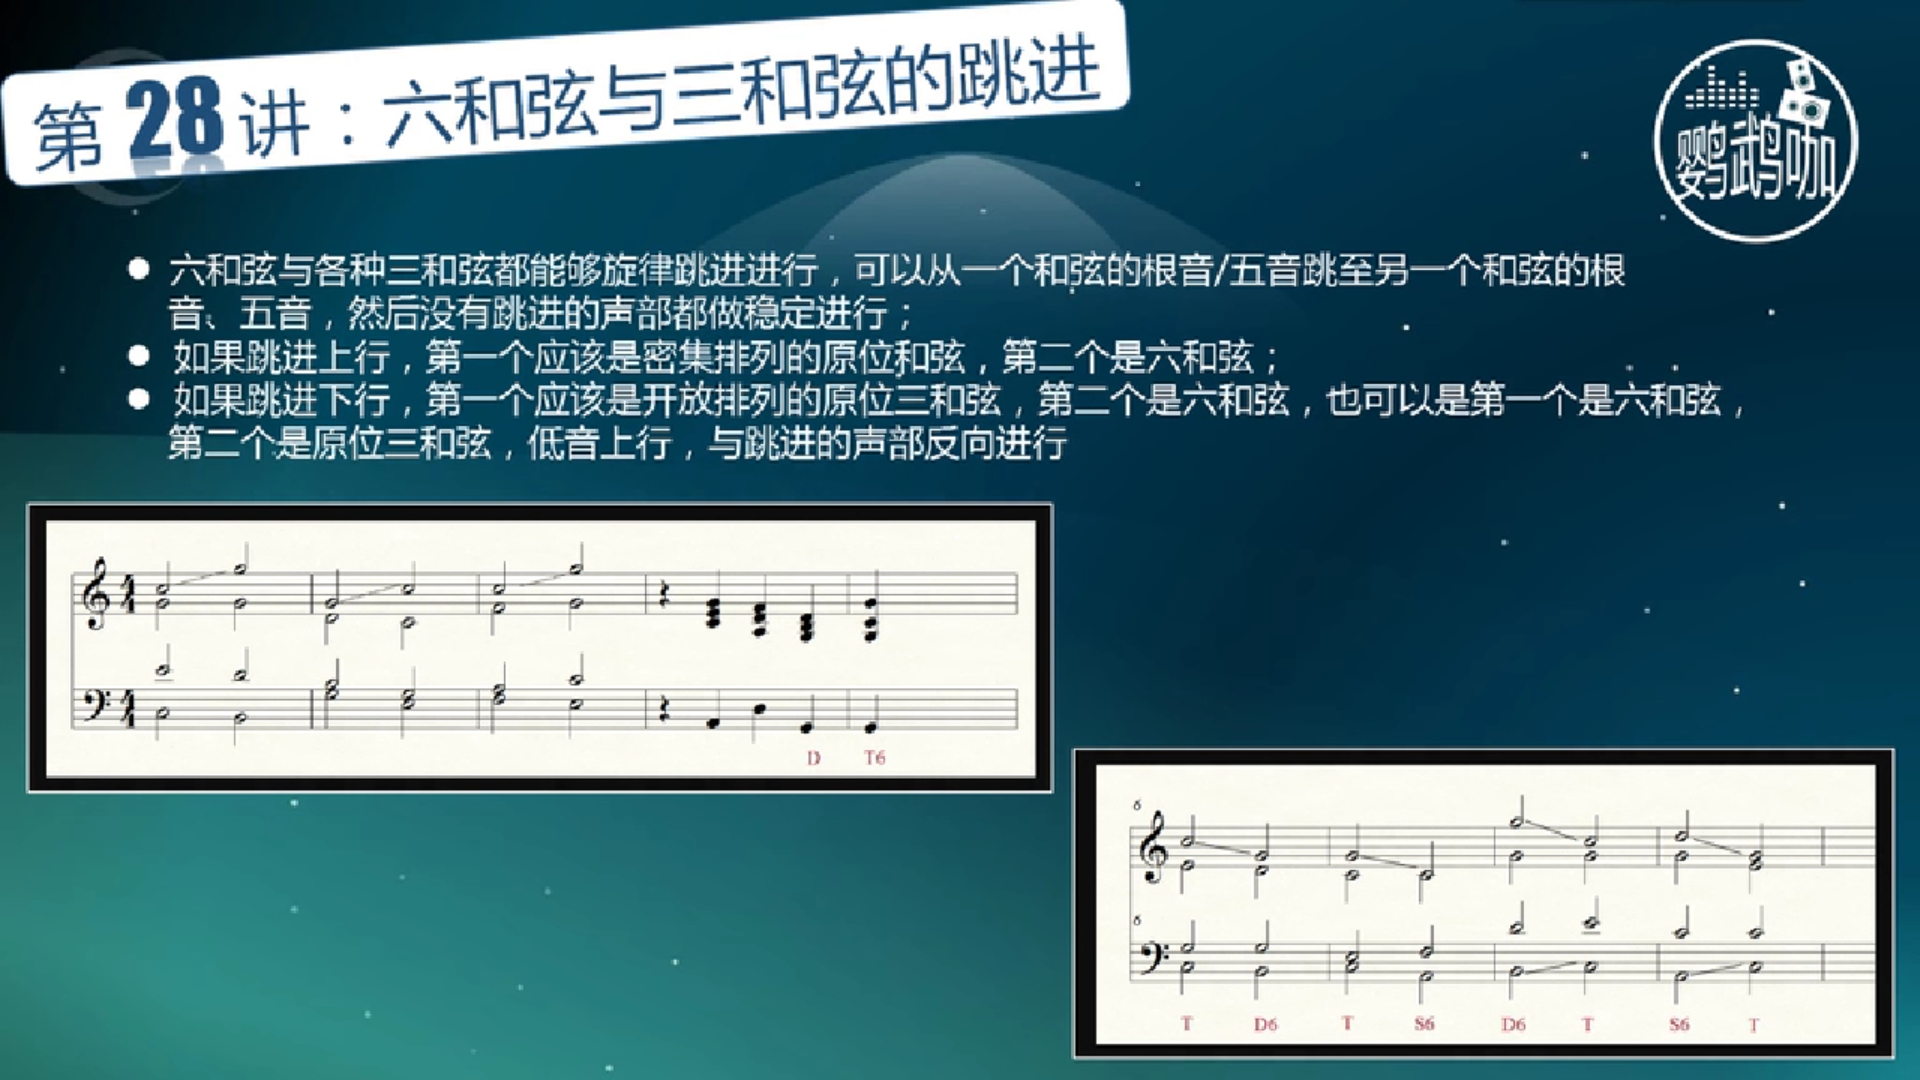 第28讲：六和弦与三和弦的跳进
鹦鹉咖
● 六和弦与各种三和弦都能够旋律跳进进行，可以从一个和弦的根音/五音跳至另一个和弦的根
音、五音，然后没有跳进的声部都做稳定进行；
● 如果跳进上行，第一个应该是密集排列的原位和弦，第二个是六和弦；
● 如果跳进下行，第一个应该是开放排列的原位三和弦，第二个是六和弦，也可以是第一个是六和弦，
第二个是原位三和弦，低音上行，与跳进的声部反向进行
4 4
4 4
D T6
6
6
T D6 T S6 D6 T S6 T